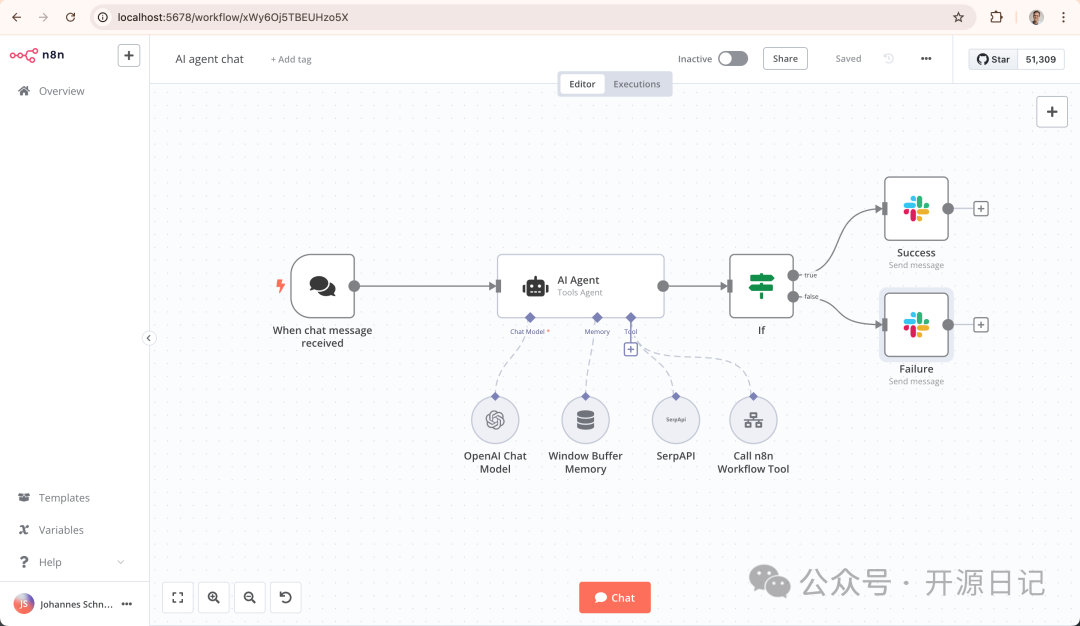 localhost:5678/workflow/xWy6Oj5TBEUHzo5X
n8n
AI agent chat
+ Add tag
Inactive
Share
Saved
Star
51,309
Overview
Editor
Executions
Success
Send message
true
false
AI Agent
Tools Agent
Chat Model *
Memory
Tool
When chat message
received
If
Failure
Send message
SerpApi
OpenAI Chat
Model
Window Buffer
Memory
SerpAPI
Call n8n
Workflow Tool
Templates
Variables
Help
JS
Johannes Schn...
Chat
公众号 · 开源日记